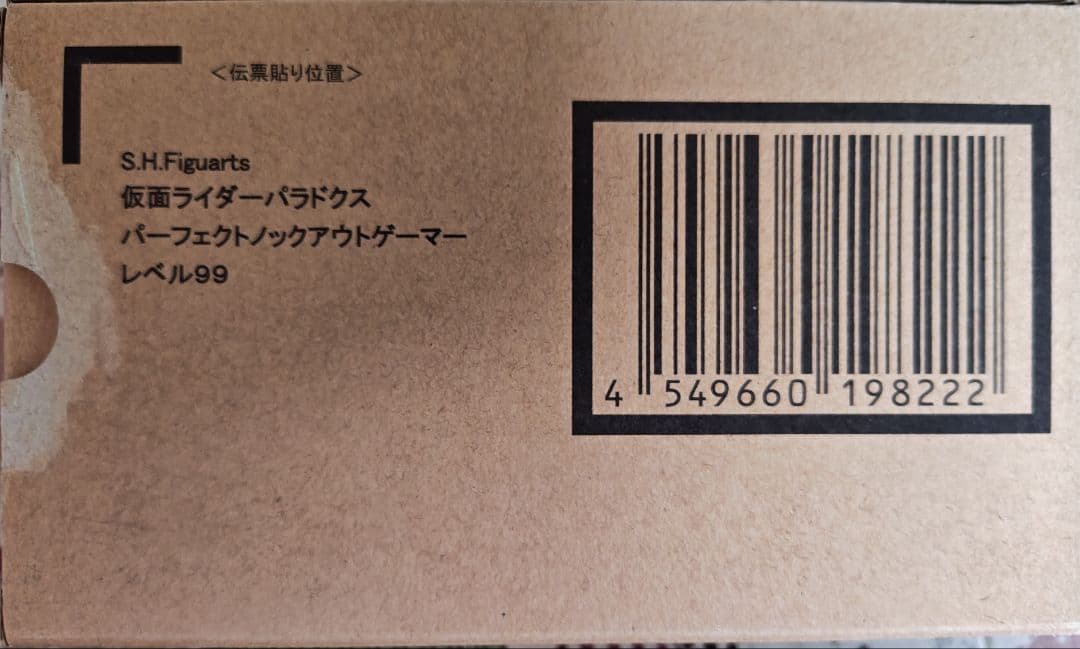 ＜伝票貼り位置＞
S.H.Figuarts
仮面ライダーパラドクス
パーフェクトノックアウトゲーマー
レベル99
4 549660 198222